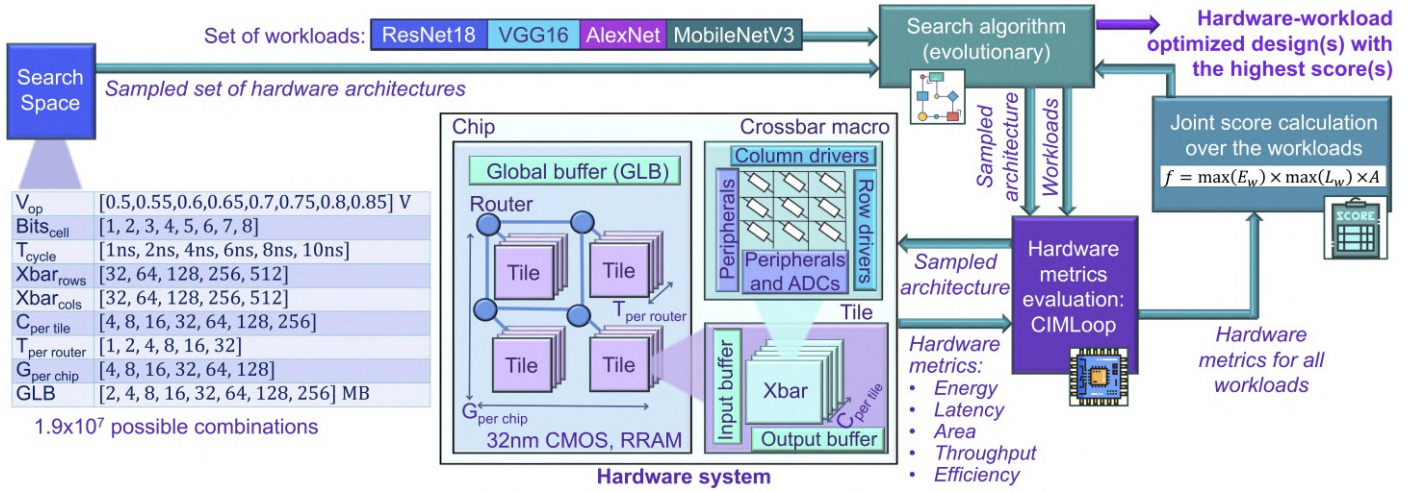 Set of workloads: ResNet18 VGG16 AlexNet MobileNetV3
Search algorithm
(evolutionary)
Hardware-workload
optimized design(s) with
the highest score(s)
Search
Space
Sampled set of hardware architectures
V_op [0.5,0.55,0.6,0.65,0.7,0.75,0.8,0.85] V
Bits_cell [1, 2, 3, 4, 5, 6, 7, 8]
T_cycle [1ns, 2ns, 4ns, 6ns, 8ns, 10ns]
Xbar_rows [32, 64, 128, 256, 512]
Xbar_cols [32, 64, 128, 256, 512]
C_per tile [4, 8, 16, 32, 64, 128, 256]
T_per router [1, 2, 4, 8, 16, 32]
G_per chip [4, 8, 16, 32, 64, 128]
GLB [2, 4, 8, 16, 32, 64, 128, 256] MB
1.9x10⁷ possible combinations
Chip
Global buffer (GLB)
Router
Tile
Tile
T_per router
Tile
Tile
G_per chip
32nm CMOS, RRAM
Crossbar macro
Column drivers
Peripherals
Row drivers
Peripherals
and ADCs
Tile
Input buffer
Xbar
C_per tile
Output buffer
Hardware system
Sampled
architecture
Workloads
Sampled
architecture
Hardware
metrics
evaluation:
CIMLoop
Hardware
metrics:
• Energy
• Latency
• Area
• Throughput
• Efficiency
Hardware
metrics for all
workloads
Joint score calculation
over the workloads
f = max(E_w) × max(L_w) × A
SCORE